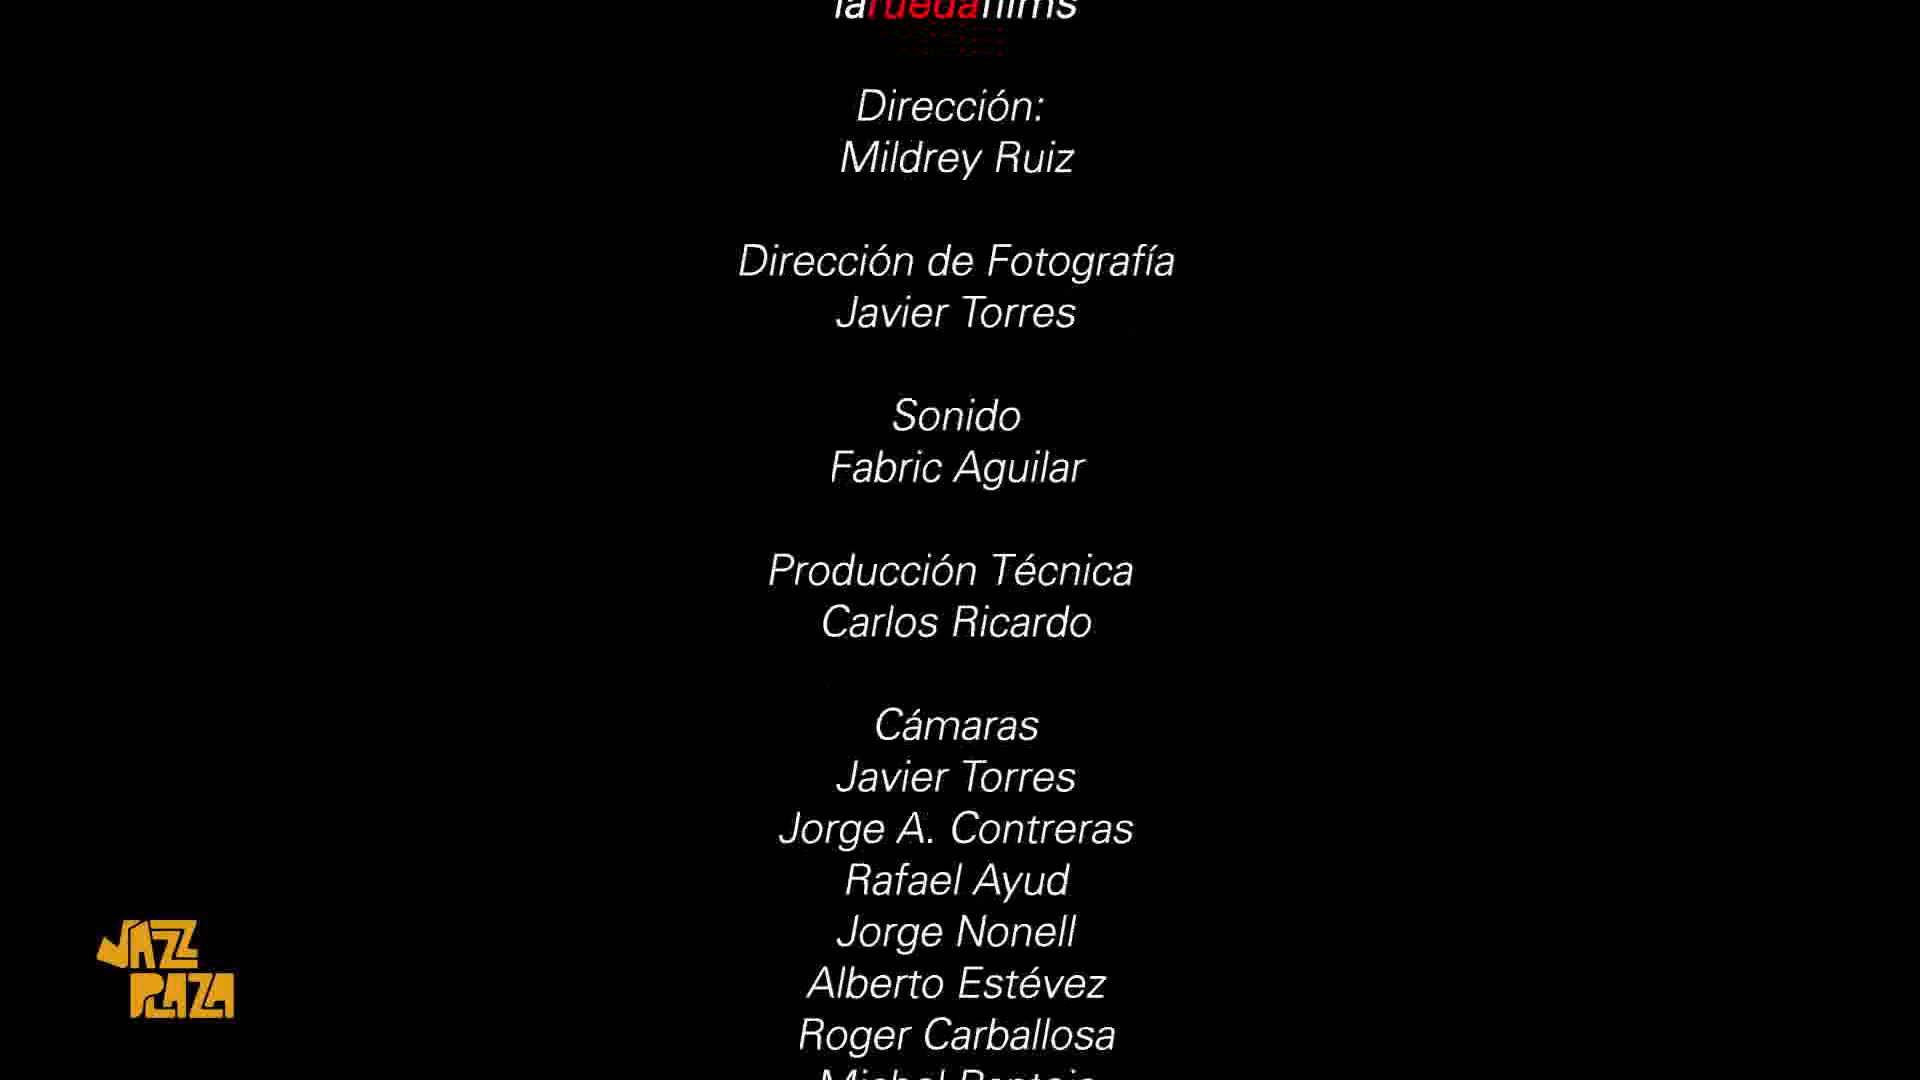 laruedafilms
Dirección:
Mildrey Ruiz
Dirección de Fotografía
Javier Torres
Sonido
Fabric Aguilar
Producción Técnica
Carlos Ricardo
Cámaras
Javier Torres
Jorge A. Contreras
Rafael Ayud
Jorge Nonell
Alberto Estévez
Roger Carballosa
JAZZ
PLAZA